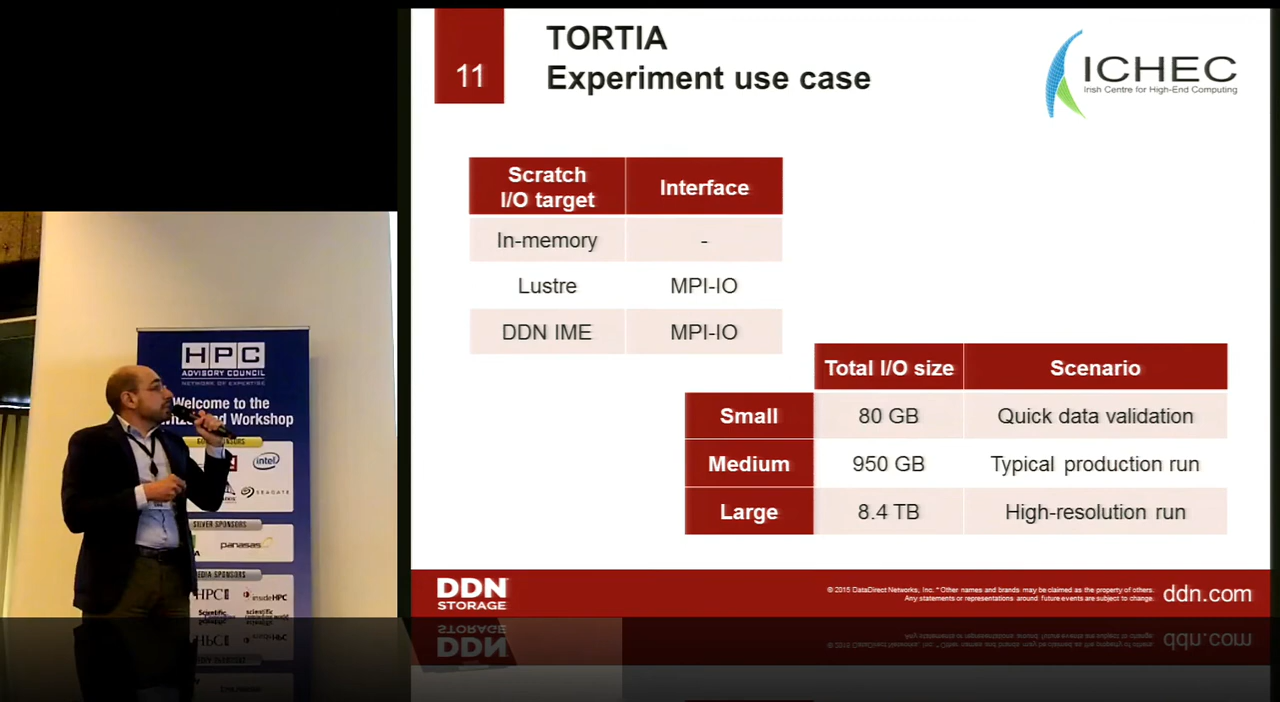 11
TORTIA
Experiment use case
ICHEC
Irish Centre for High-End Computing
Scratch I/O target Interface
In-memory -
Lustre MPI-IO
DDN IME MPI-IO
Total I/O size Scenario
Small 80 GB Quick data validation
Medium 950 GB Typical production run
Large 8.4 TB High-resolution run
DDN
STORAGE
© 2015 DataDirect Networks, Inc. * Other names and brands may be claimed as the property of others.
Any statements or representations around future events are subject to change.
ddn.com
HPC
ADVISORY COUNCIL
NETWORK OF EXPERTISE
Welcome to the
Workshop
intel
SEAGATE
SILVER SPONSORS
panasas
SPONSORS
HPC
insideHPC